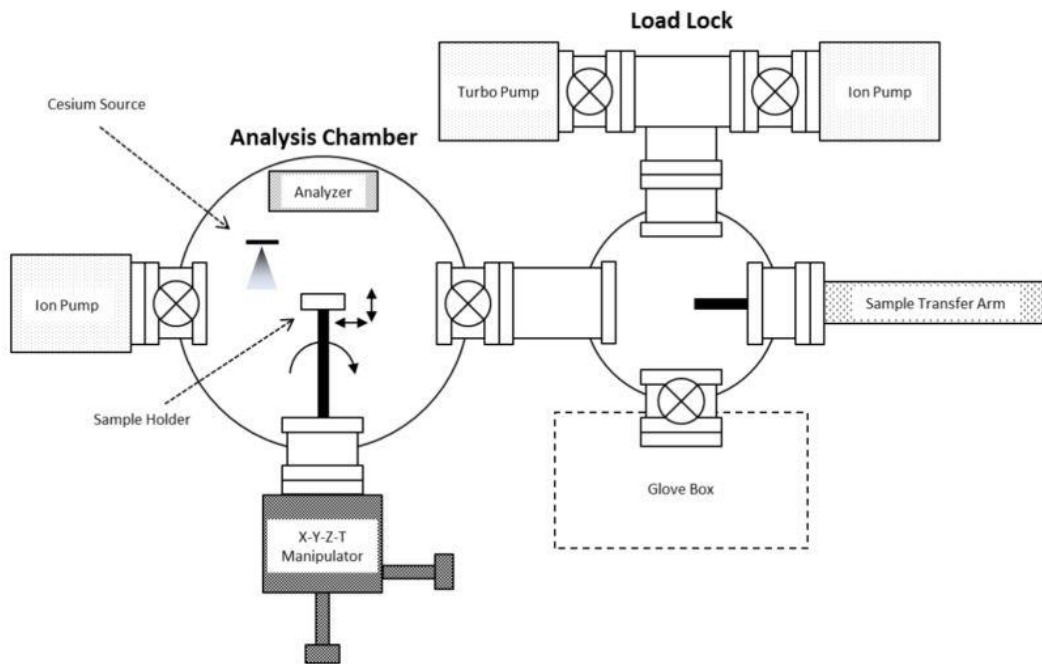 Load Lock
Turbo Pump
Ion Pump
Cesium Source
Analysis Chamber
Analyzer
Ion Pump
Sample Transfer Arm
Sample Holder
Glove Box
X-Y-Z-T
Manipulator